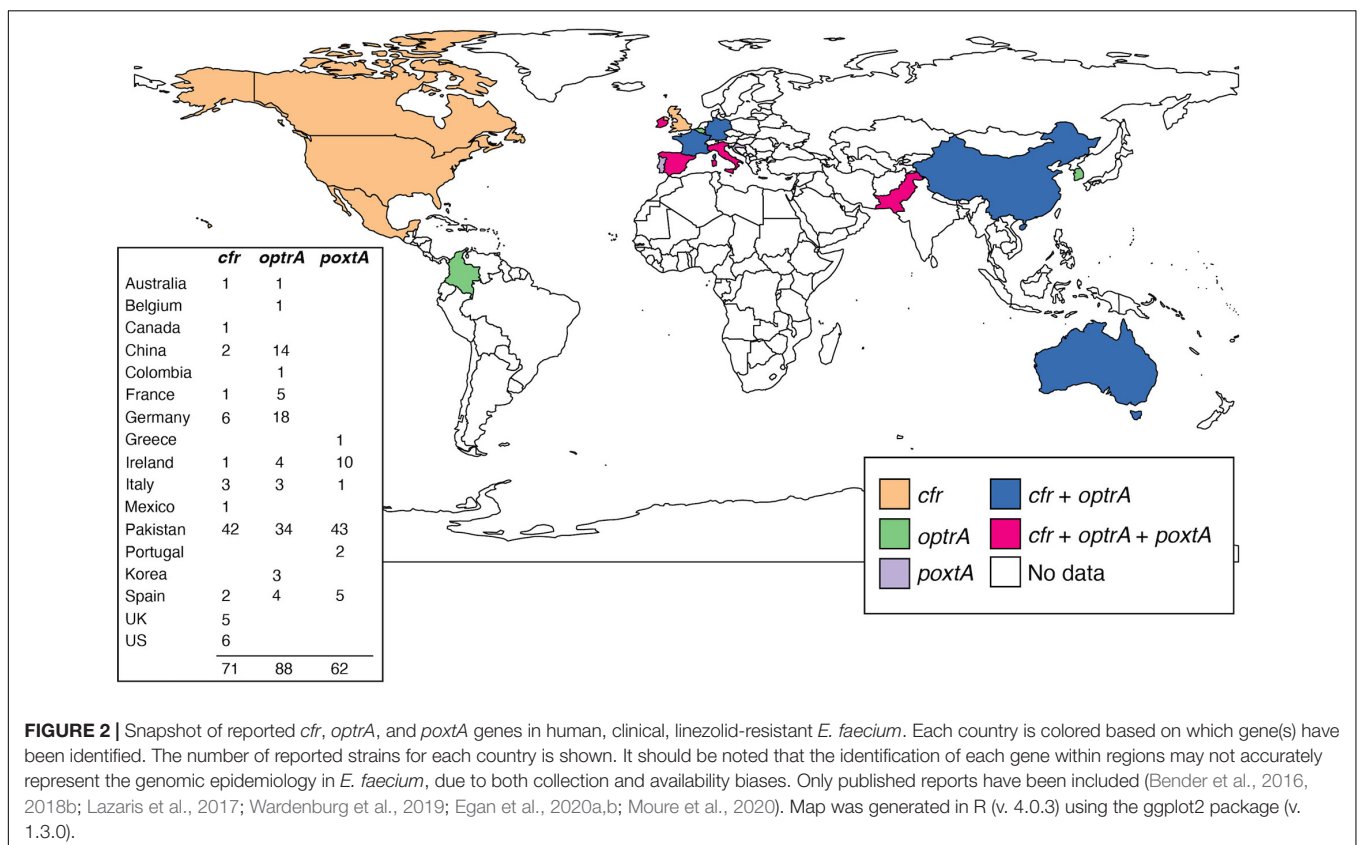 cfr optrA poxtA
Australia 1 1
Belgium 1
Canada 1
China 2 14
Colombia 1
France 1 5
Germany 6 18
Greece 1
Ireland 1 4 10
Italy 3 3 1
Mexico 1
Pakistan 42 34 43
Portugal 2
Korea 3
Spain 2 4 5
UK 5
US 6
71 88 62
cfr
optrA
poxtA
cfr + optrA
cfr + optrA + poxtA
No data
FIGURE 2 | Snapshot of reported cfr, optrA, and poxtA genes in human, clinical, linezolid-resistant E. faecium. Each country is colored based on which gene(s) have
been identified. The number of reported strains for each country is shown. It should be noted that the identification of each gene within regions may not accurately
represent the genomic epidemiology in E. faecium, due to both collection and availability biases. Only published reports have been included (Bender et al., 2016,
2018b; Lazaris et al., 2017; Wardenburg et al., 2019; Egan et al., 2020a,b; Moure et al., 2020). Map was generated in R (v. 4.0.3) using the ggplot2 package (v.
1.3.0).